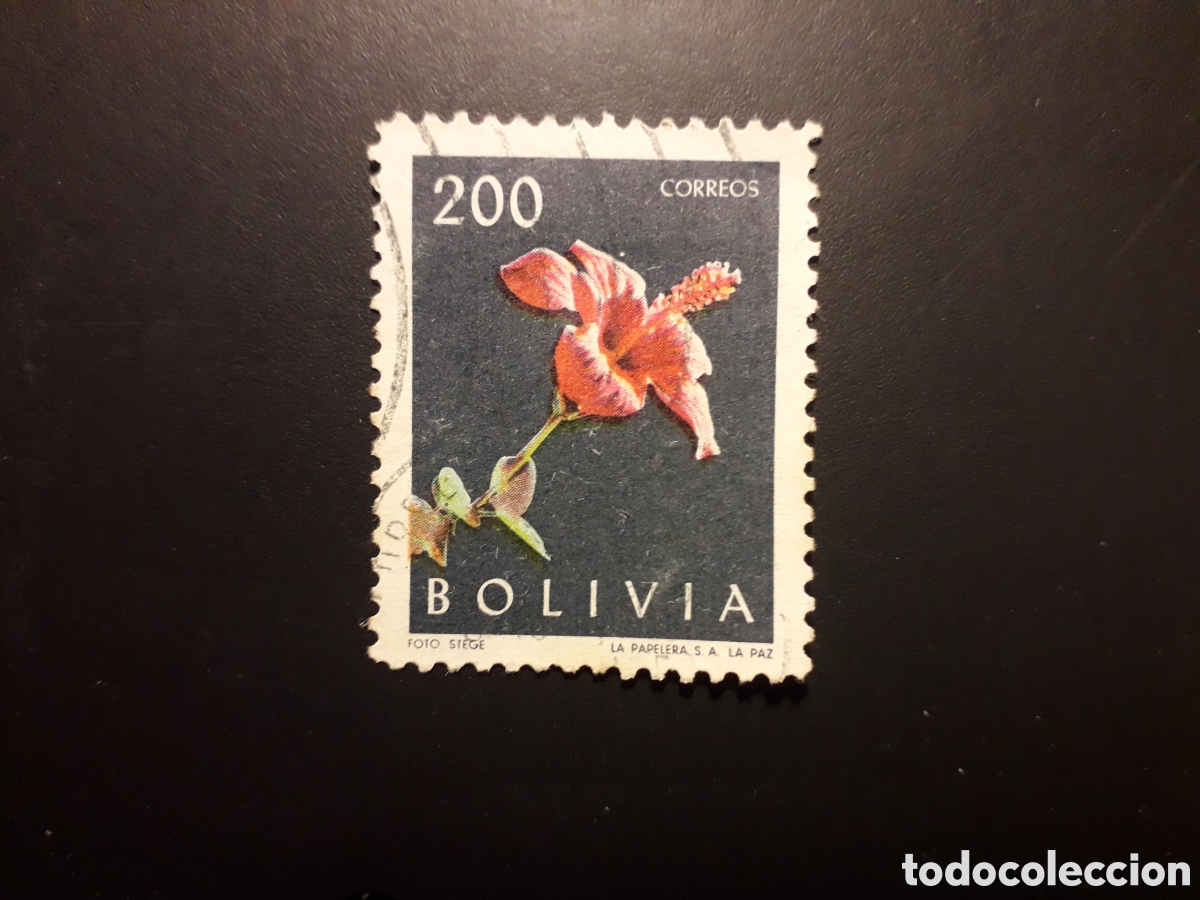 200 CORREOS
BOLIVIA
FOTO STEGE LA PAPELERA S. A. LA PAZ
todocoleccion